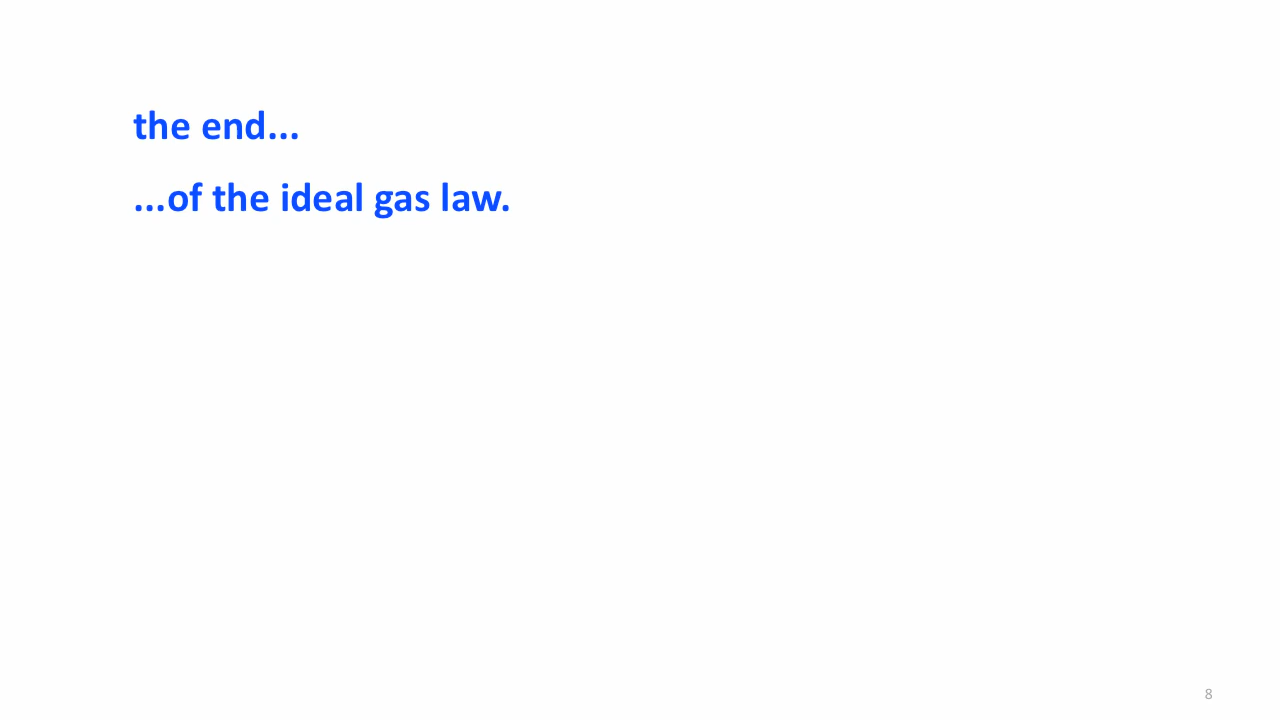 the end...
...of the ideal gas law.
8